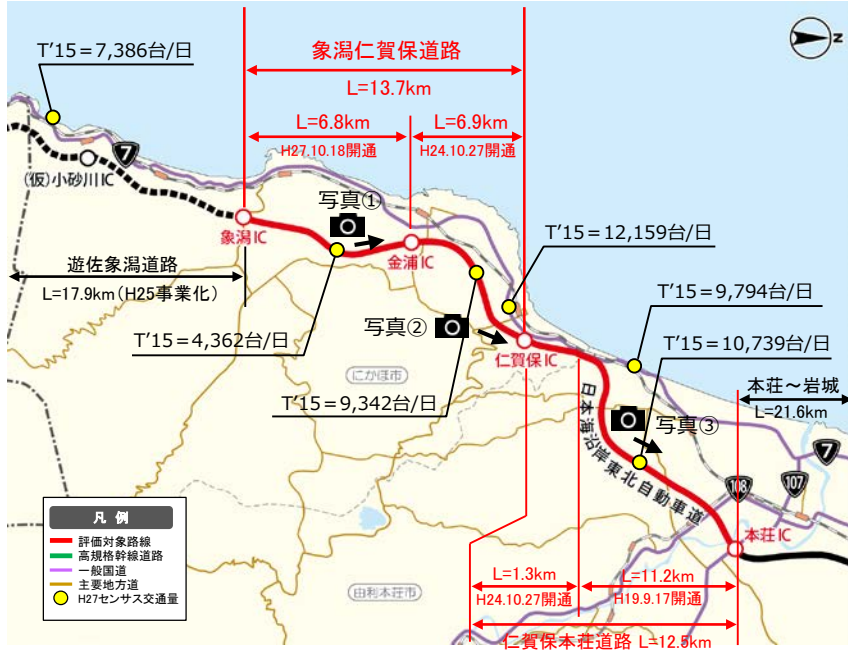 T’15＝7,386台/日
象潟仁賀保道路
L=13.7km
N
L=6.8km
H27.10.18開通
L=6.9km
H24.10.27開通
7
(仮)小砂川IC
写真①
象潟IC
金浦IC
T’15＝12,159台/日
遊佐象潟道路
L=17.9km（H25事業化）
T’15＝9,794台/日
写真②
T’15＝4,362台/日
仁賀保IC
T’15＝10,739台/日
にかほ市
本荘～岩城
L=21.6km
T’15＝9,342台/日
写真③
日本海沿岸東北自動車道
7
107
108
本荘IC
凡 例
評価対象路線
高規格幹線道路
一般国道
主要地方道
H27センサス交通量
由利本荘市
L=1.3km
H24.10.27開通
L=11.2km
H19.9.17開通
仁賀保本荘道路 L=12.5km